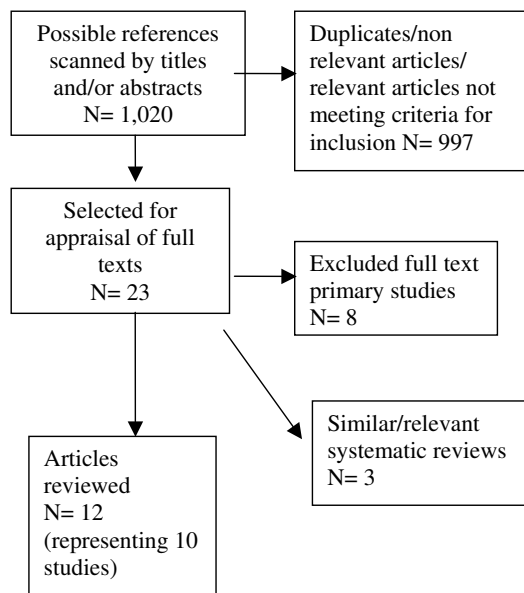 Possible references
scanned by titles
and/or abstracts
N= 1,020
Duplicates/non
relevant articles/
relevant articles not
meeting criteria for
inclusion N= 997
Selected for
appraisal of full
texts
N= 23
Excluded full text
primary studies
N= 8
Similar/relevant
systematic reviews
N= 3
Articles
reviewed
N= 12
(representing 10
studies)